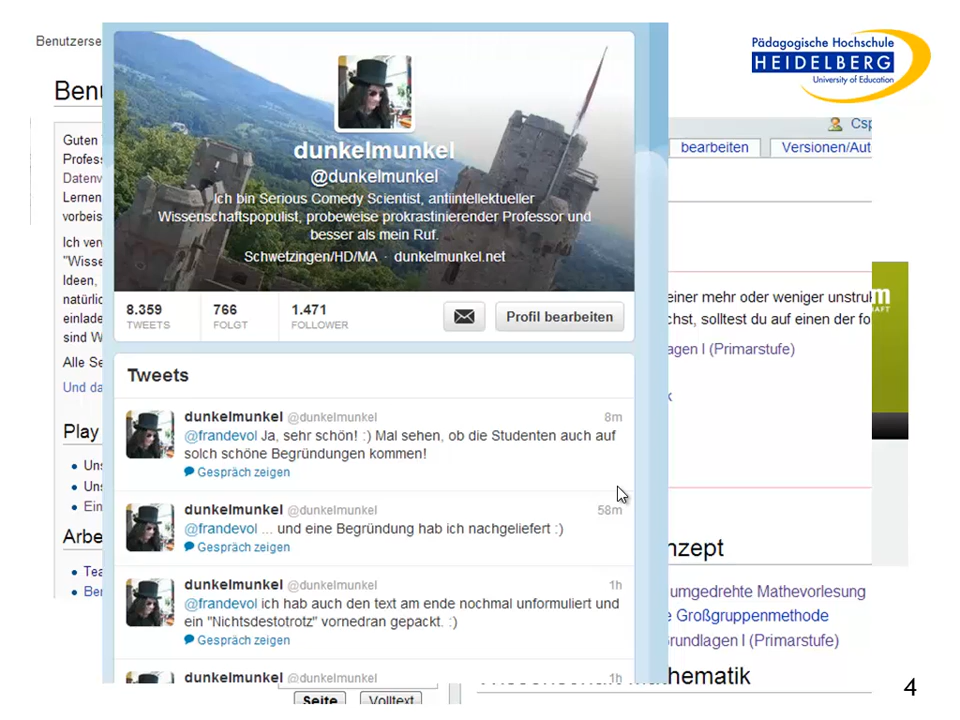 Benutzerse
Pädagogische Hochschule
HEIDELBERG
University of Education
Ben
Guten
Profess
Datenv
Lernen
vorbeis
Ich ver
"Wisse
Ideen,
natürlic
einlade
sind W
Alle Se
Und da
Play
Uns
Uns
Ein
Arbe
Tea
Ber
dunkelmunkel
@dunkelmunkel
Ich bin Serious Comedy Scientist, antiintellektueller
Wissenschaftspopulist, probeweise prokrastinierender Professor und
besser als mein Ruf.
Schwetzingen/HD/MA · dunkelmunkel.net
8.359 766 1.471
TWEETS FOLGT FOLLOWER
Profil bearbeiten
Tweets
dunkelmunkel @dunkelmunkel 8m
@frandevol Ja, sehr schön! :) Mal sehen, ob die Studenten auch auf
solch schöne Begründungen kommen!
Gespräch zeigen
dunkelmunkel @dunkelmunkel 58m
@frandevol ... und eine Begründung hab ich nachgeliefert :)
Gespräch zeigen
dunkelmunkel @dunkelmunkel 1h
@frandevol ich hab auch den text am ende nochmal unformuliert und
ein "Nichtsdestotrotz" vornedran gepackt. :)
Gespräch zeigen
dunkelmunkel @dunkelmunkel 1h
Csp
bearbeiten Versionen/Aut
einer mehr oder weniger unstruk
chst, solltest du auf einen der fo
agen I (Primarstufe)
m
HAFT
nzept
umgedrehte Mathevorlesung
e Großgruppenmethode
rundlagen I (Primarstufe)
thematik
Seite Volltext
4